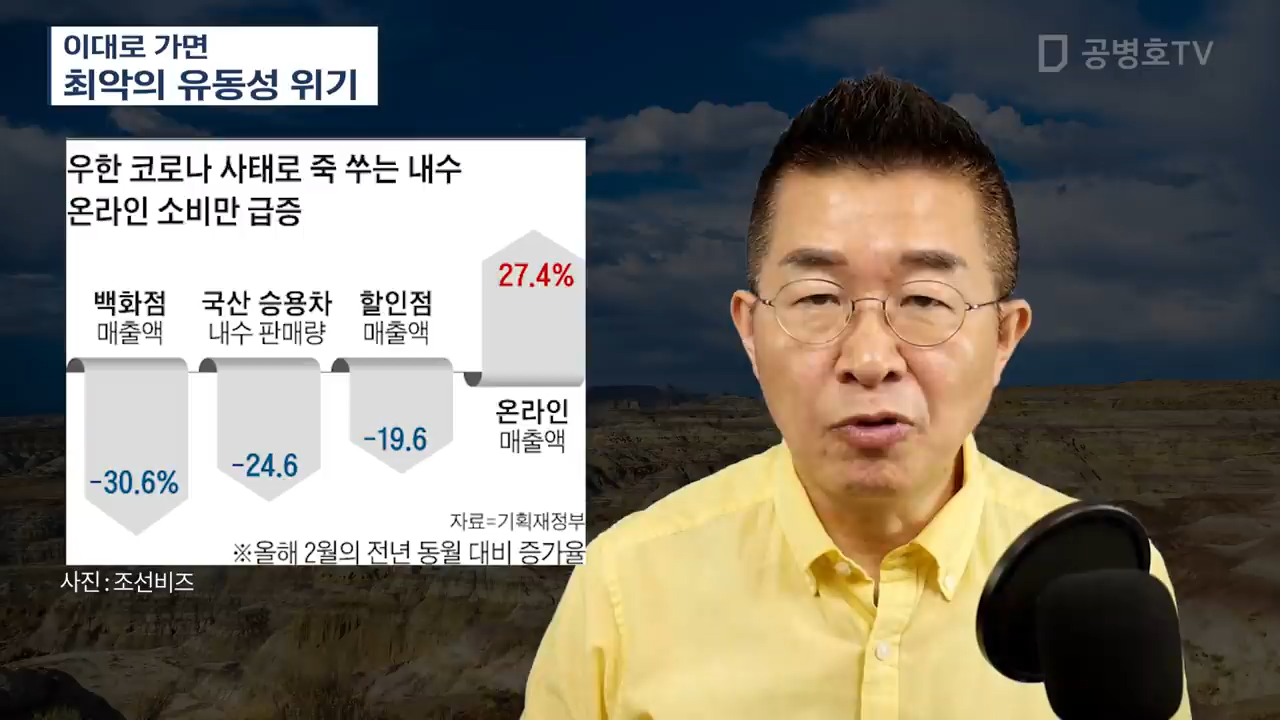 이대로 가면
최악의 유동성 위기
공병호TV
우한 코로나 사태로 죽 쑤는 내수
온라인 소비만 급증
27.4%
백화점
매출액
국산 승용차
내수 판매량
할인점
매출액
-30.6%
-24.6
-19.6
온라인
매출액
자료=기획재정부
※올해 2월의 전년 동월 대비 증가율
사진 : 조선비즈